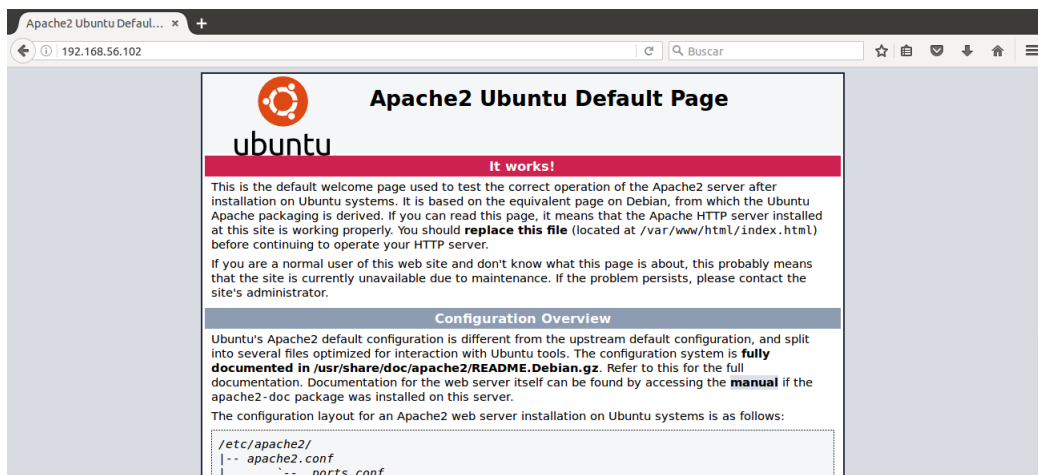 Apache2 Ubuntu Defaul... × +
192.168.56.102
Buscar
Apache2 Ubuntu Default Page
ubuntu
It works!
This is the default welcome page used to test the correct operation of the Apache2 server after
installation on Ubuntu systems. It is based on the equivalent page on Debian, from which the Ubuntu
Apache packaging is derived. If you can read this page, it means that the Apache HTTP server installed
at this site is working properly. You should replace this file (located at /var/www/html/index.html)
before continuing to operate your HTTP server.
If you are a normal user of this web site and don't know what this page is about, this probably means
that the site is currently unavailable due to maintenance. If the problem persists, please contact the
site's administrator.
Configuration Overview
Ubuntu's Apache2 default configuration is different from the upstream default configuration, and split
into several files optimized for interaction with Ubuntu tools. The configuration system is fully
documented in /usr/share/doc/apache2/README.Debian.gz. Refer to this for the full
documentation. Documentation for the web server itself can be found by accessing the manual if the
apache2-doc package was installed on this server.
The configuration layout for an Apache2 web server installation on Ubuntu systems is as follows:
/etc/apache2/
|-- apache2.conf
|       `-- ports.conf